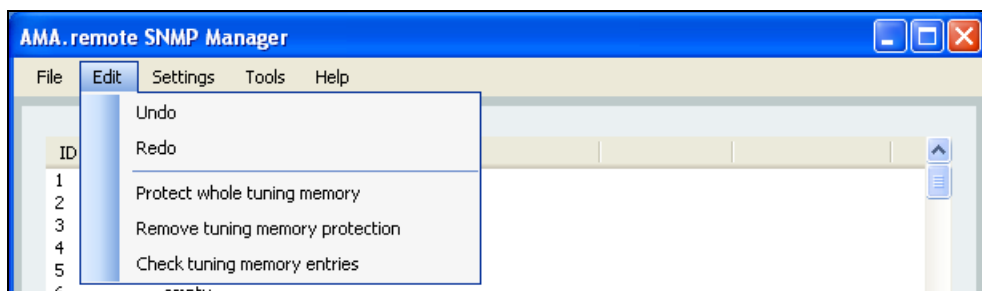 AMA.remote SNMP Manager
File Edit Settings Tools Help
Undo
ID
Redo
1
Protect whole tuning memory
2
3
Remove tuning memory protection
4
5
Check tuning memory entries